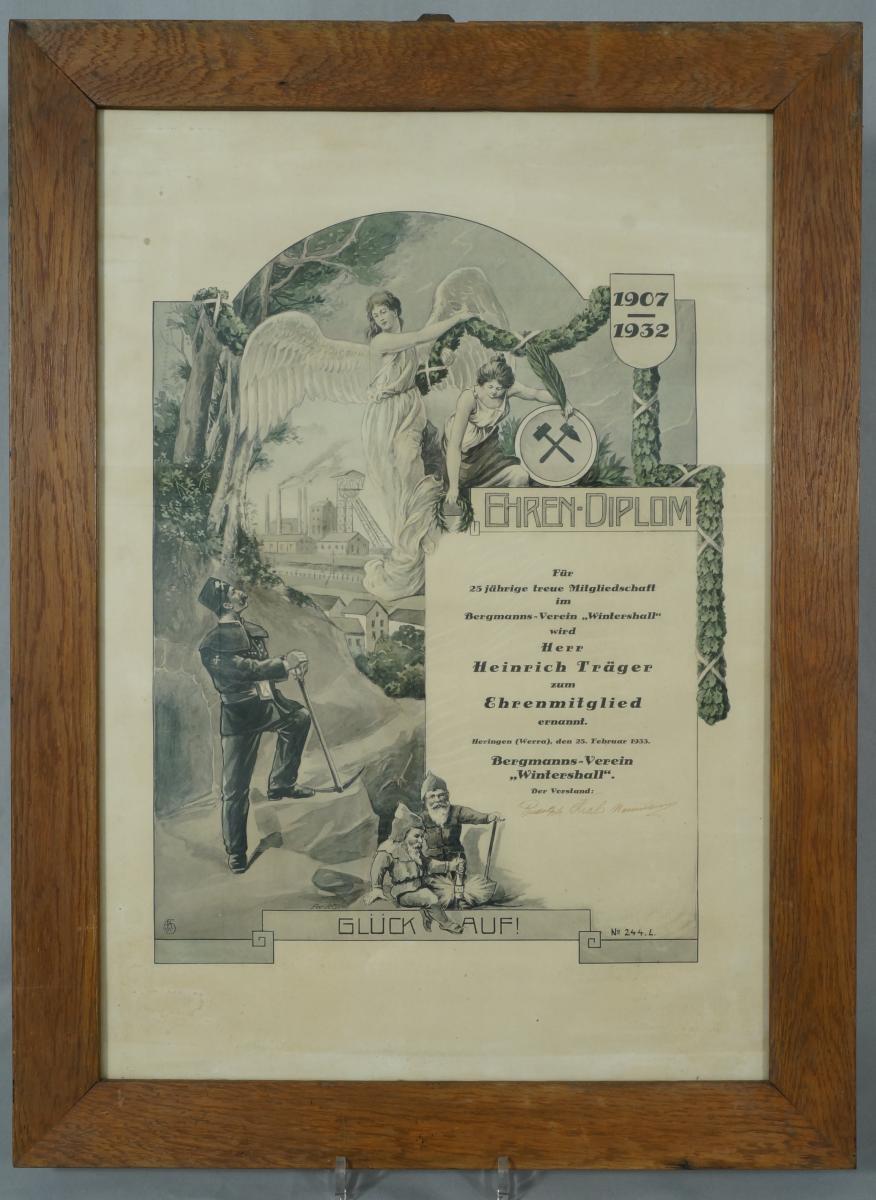 1907
1932
EHREN-DIPLOM
Für
25 jährige treue Mitgliedschaft
im
Bergmanns-Verein „Wintershall“
wird
Herr
Heinrich Träger
zum
Ehrenmitglied
ernannt.
Heringen (Werra), den 25. Februar 1933.
Bergmanns-Verein
„Wintershall“.
Der Vorstand:
GLÜCK AUF!
No 244. L.